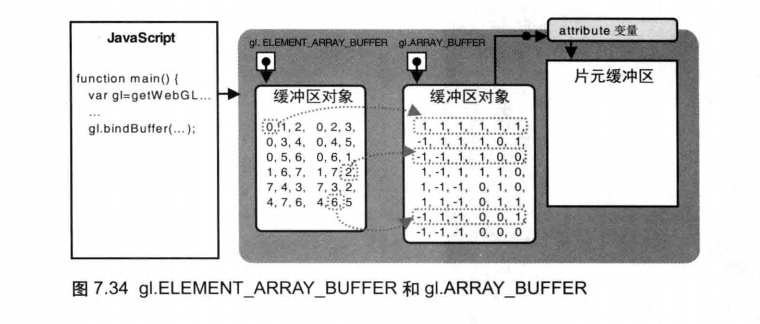 JavaScript
function main() {
var gl=getWebGL...
...
gl.bindBuffer(...);
gl. ELEMENT_ARRAY_BUFFER
gl.ARRAY_BUFFER
attribute 变量
缓冲区对象
0, 1, 2, 0, 2, 3,
0, 3, 4, 0, 4, 5,
0, 5, 6, 0, 6, 1,
1, 6, 7, 1, 7, 2,
7, 4, 3, 7, 3, 2,
4, 7, 6, 4, 6, 5
缓冲区对象
1, 1, 1, 1, 1, 1,
-1, 1, 1, 1, 0, 1,
-1, -1, 1, 1, 0, 0,
1, -1, 1, 1, 1, 0,
1, -1, -1, 0, 1, 0,
1, 1, -1, 0, 1, 1,
-1, 1, -1, 0, 0, 1,
-1, -1, -1, 0, 0, 0
片元缓冲区
图 7.34 gl.ELEMENT_ARRAY_BUFFER 和 gl.ARRAY_BUFFER